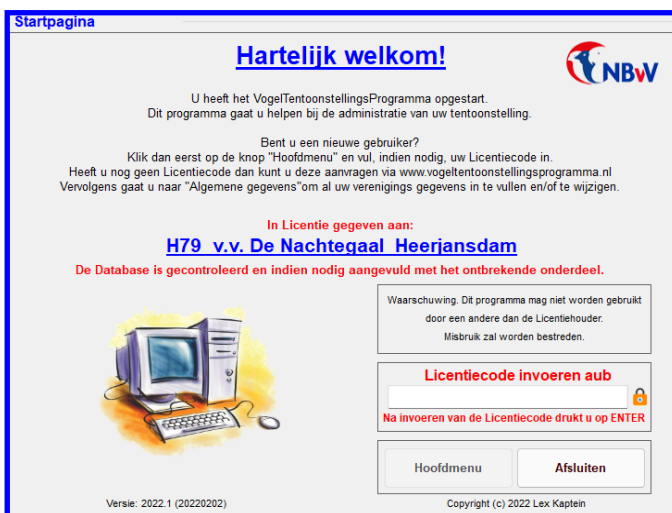 Startpagina
Hartelijk welkom!
NBvV
U heeft het VogelTentoonstellingsProgramma opgestart.
Dit programma gaat u helpen bij de administratie van uw tentoonstelling.
Bent u een nieuwe gebruiker?
Klik dan eerst op de knop "Hoofdmenu" en vul, indien nodig, uw Licentiecode in.
Heeft u nog geen Licentiecode dan kunt u deze aanvragen via www.vogeltentoonstellingsprogramma.nl
Vervolgens gaat u naar "Algemene gegevens"om al uw verenigings gegevens in te vullen en/of te wijzigen.
In Licentie gegeven aan:
H79 v.v. De Nachtegaal Heerjansdam
De Database is gecontroleerd en indien nodig aangevuld met het ontbrekende onderdeel.
Waarschuwing. Dit programma mag niet worden gebruikt
door een andere dan de Licentiehouder.
Misbruik zal worden bestreden.
Licentiecode invoeren aub
Na invoeren van de Licentiecode drukt u op ENTER
Hoofdmenu
Afsluiten
Versie: 2022.1 (20220202)
Copyright (c) 2022 Lex Kaptein